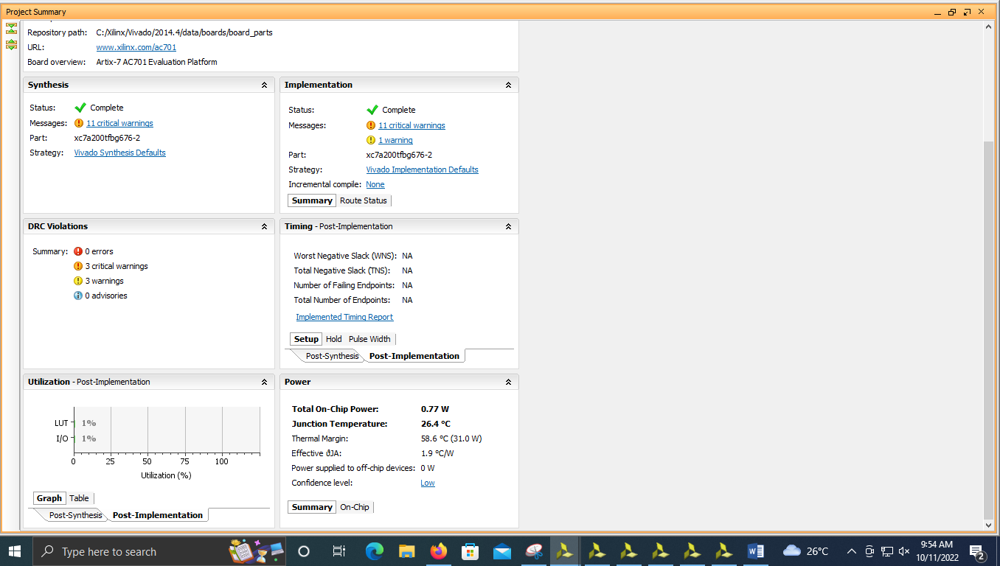 Project Summary
Repository path: C:/Xilinx/Vivado/2014.4/data/boards/board_parts
URL: www.xilinx.com/ac701
Board overview: Artix-7 AC701 Evaluation Platform
Synthesis
Status: Complete
Messages: 11 critical warnings
Part: xc7a200tfbg676-2
Strategy: Vivado Synthesis Defaults
Implementation
Status: Complete
Messages: 11 critical warnings
1 warning
Part: xc7a200tfbg676-2
Strategy: Vivado Implementation Defaults
Incremental compile: None
Summary Route Status
DRC Violations
Summary: 0 errors
3 critical warnings
3 warnings
0 advisories
Timing - Post-Implementation
Worst Negative Slack (WNS): NA
Total Negative Slack (TNS): NA
Number of Failing Endpoints: NA
Total Number of Endpoints: NA
Implemented Timing Report
Setup Hold Pulse Width
Post-Synthesis Post-Implementation
Utilization - Post-Implementation
LUT 1%
I/O 1%
0 25 50 75 100
Utilization (%)
Graph Table
Post-Synthesis Post-Implementation
Power
Total On-Chip Power: 0.77 W
Junction Temperature: 26.4 °C
Thermal Margin: 58.6 °C (31.0 W)
Effective ϑJA: 1.9 °C/W
Power supplied to off-chip devices: 0 W
Confidence level: Low
Summary On-Chip
Type here to search
26°C
9:54 AM
10/11/2022
2